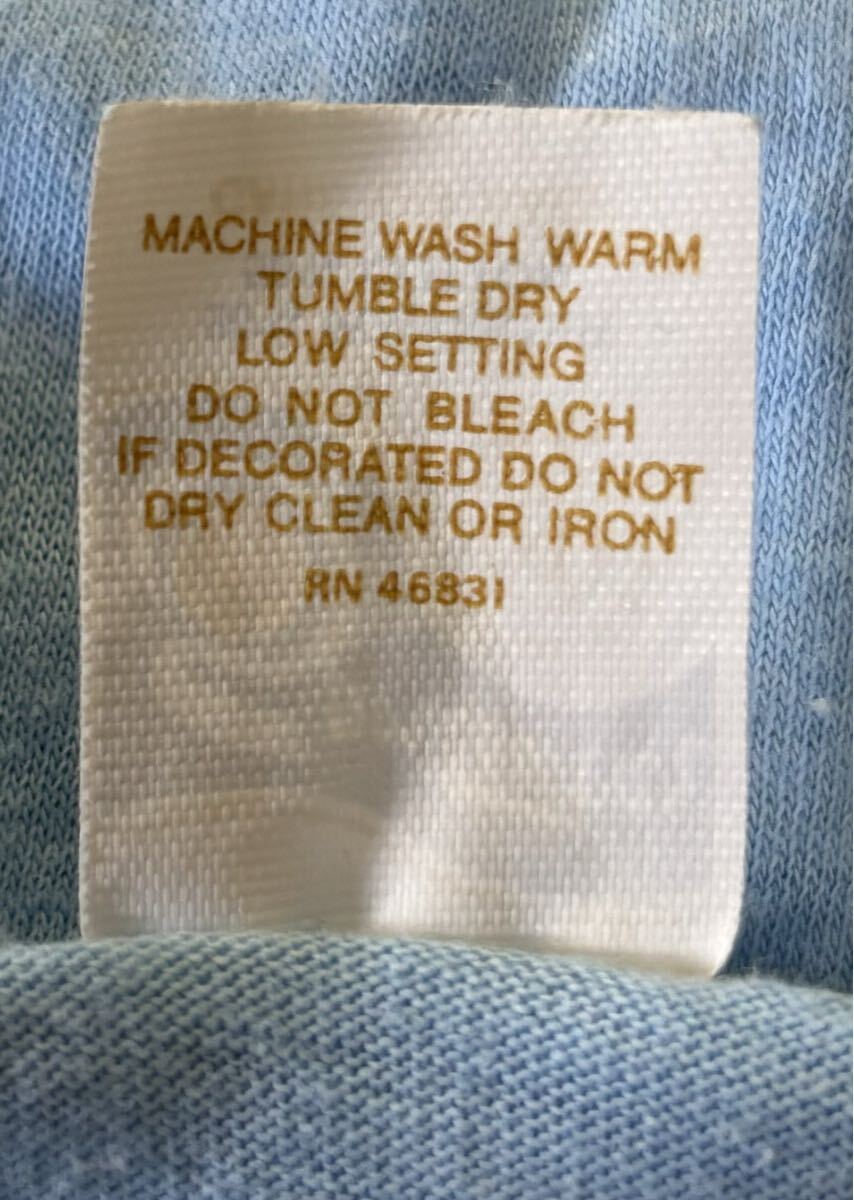 MACHINE WASH WARM
TUMBLE DRY
LOW SETTING
DO NOT BLEACH
IF DECORATED DO NOT
DRY CLEAN OR IRON
RN 46831